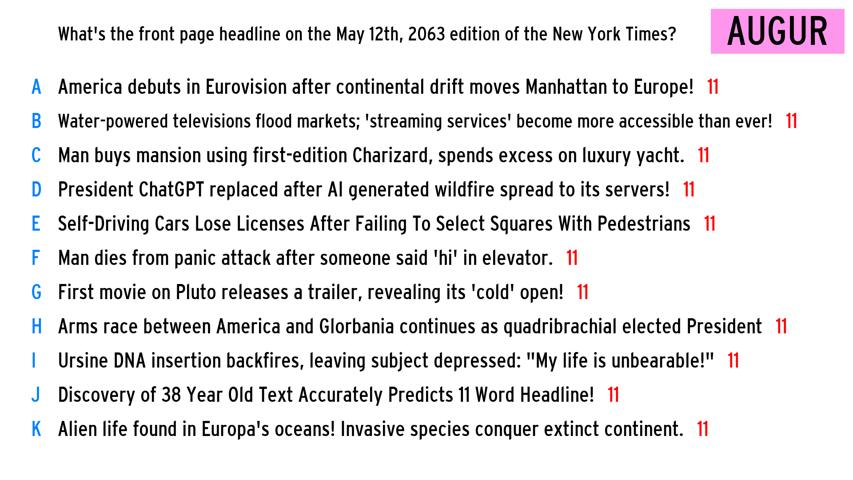 What's the front page headline on the May 12th, 2063 edition of the New York Times?
AUGUR
A America debuts in Eurovision after continental drift moves Manhattan to Europe! 11
B Water-powered televisions flood markets; 'streaming services' become more accessible than ever! 11
C Man buys mansion using first-edition Charizard, spends excess on luxury yacht. 11
D President ChatGPT replaced after AI generated wildfire spread to its servers! 11
E Self-Driving Cars Lose Licenses After Failing To Select Squares With Pedestrians 11
F Man dies from panic attack after someone said 'hi' in elevator. 11
G First movie on Pluto releases a trailer, revealing its 'cold' open! 11
H Arms race between America and Glorbania continues as quadribrachial elected President 11
I Ursine DNA insertion backfires, leaving subject depressed: "My life is unbearable!" 11
J Discovery of 38 Year Old Text Accurately Predicts 11 Word Headline! 11
K Alien life found in Europa's oceans! Invasive species conquer extinct continent. 11